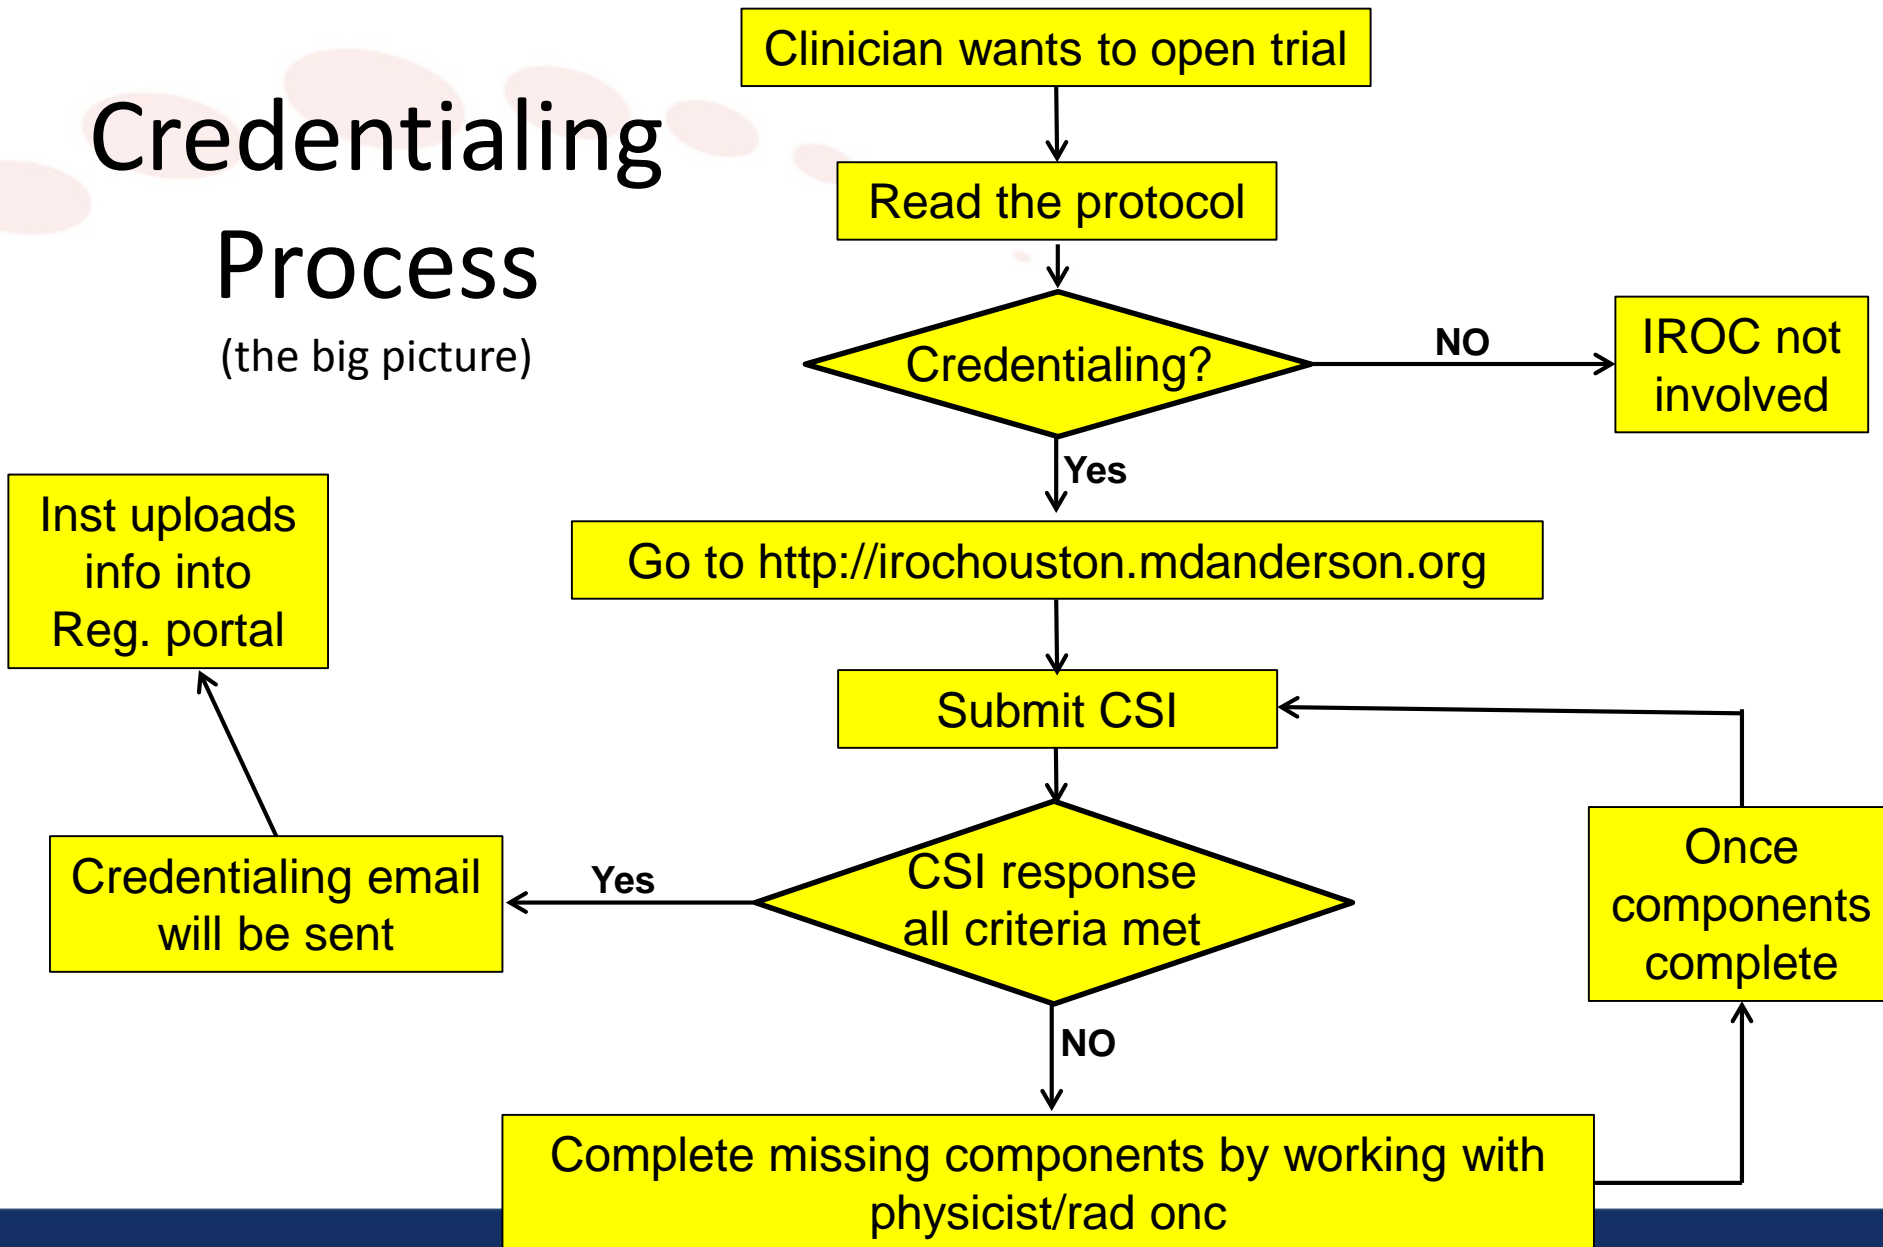 Credentialing
Process
(the big picture)
Clinician wants to open trial
Read the protocol
Credentialing?
NO
IROC not
involved
Yes
Go to http://irochouston.mdanderson.org
Submit CSI
CSI response
all criteria met
Yes
Credentialing email
will be sent
Inst uploads
info into
Reg. portal
NO
Complete missing components by working with
physicist/rad onc
Once
components
complete